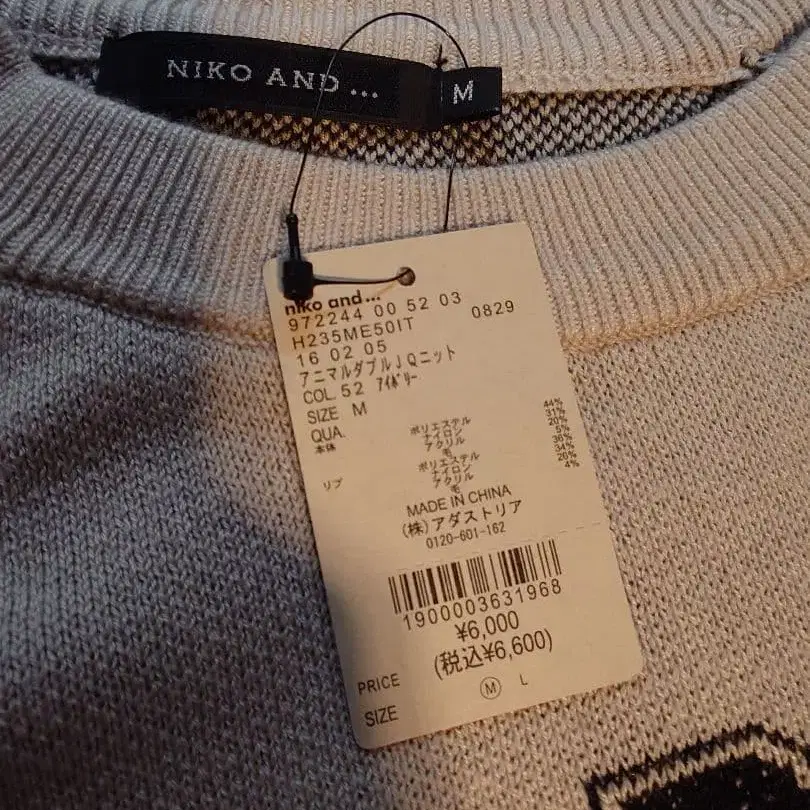 NIKO AND ...
M
niko and...
972244 00 52 03
H235ME50IT 0829
16 02 05
アニマルダブルJQニット
COL. 52 アイボリー
SIZE M
QUA.
本体 ポリエステル 44%
ナイロン 31%
アクリル 20%
毛 5%
リブ ポリエステル 36%
ナイロン 34%
アクリル 26%
毛 4%
MADE IN CHINA
(株)アダストリア
0120-601-162
1900003631968
¥6,000
(税込¥6,600)
PRICE
SIZE M L